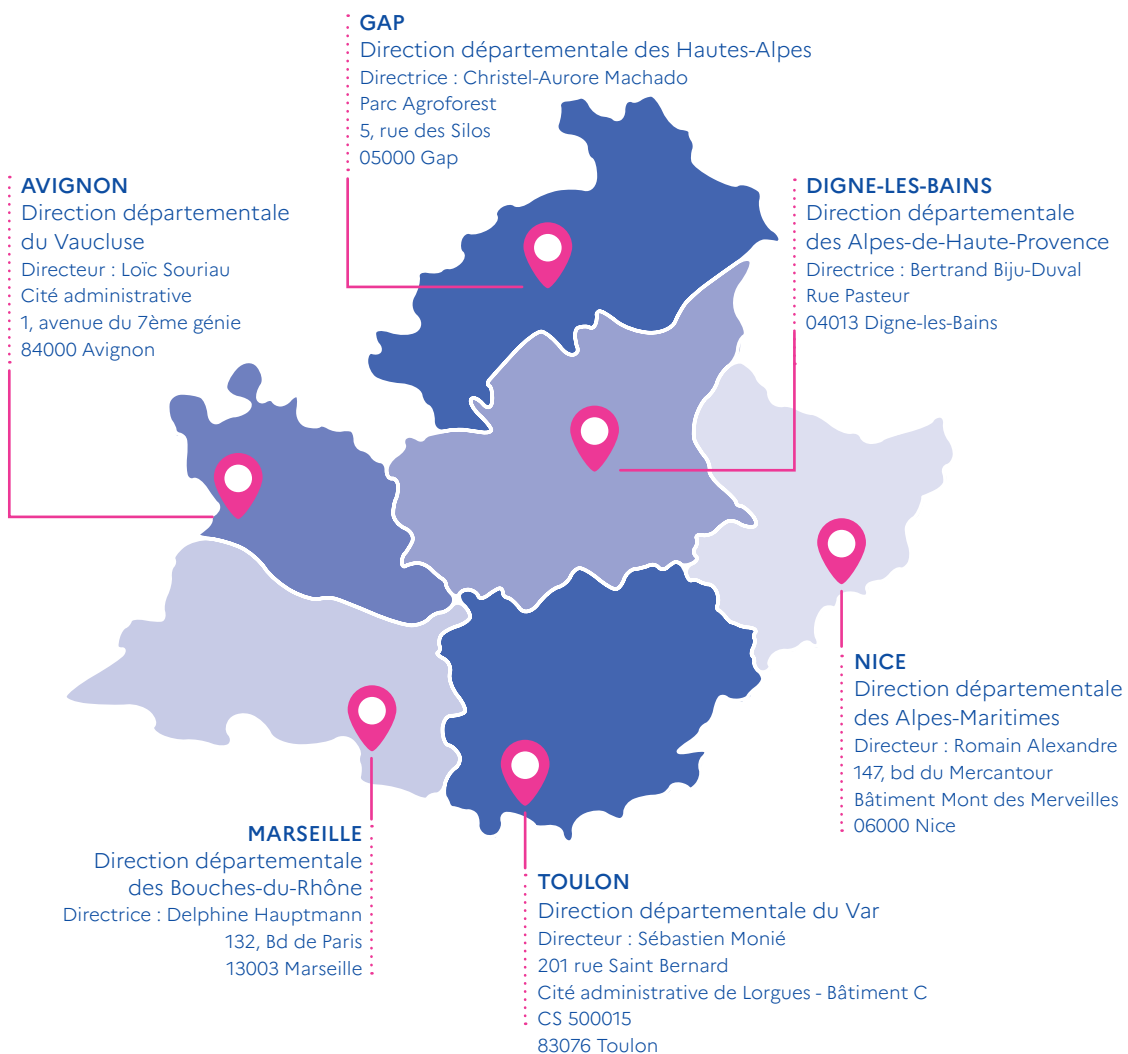 GAP
Direction départementale des Hautes-Alpes
Directrice : Christel-Aurore Machado
Parc Agroforest
5, rue des Silos
05000 Gap
AVIGNON
Direction départementale
du Vaucluse
Directeur : Loïc Souriau
Cité administrative
1, avenue du 7ème génie
84000 Avignon
DIGNE-LES-BAINS
Direction départementale
des Alpes-de-Haute-Provence
Directrice : Bertrand Biju-Duval
Rue Pasteur
04013 Digne-les-Bains
NICE
Direction départementale
des Alpes-Maritimes
Directeur : Romain Alexandre
147, bd du Mercantour
Bâtiment Mont des Merveilles
06000 Nice
MARSEILLE
Direction départementale
des Bouches-du-Rhône
Directrice : Delphine Hauptmann
132, Bd de Paris
13003 Marseille
TOULON
Direction départementale du Var
Directeur : Sébastien Monié
201 rue Saint Bernard
Cité administrative de Lorgues - Bâtiment C
CS 500015
83076 Toulon